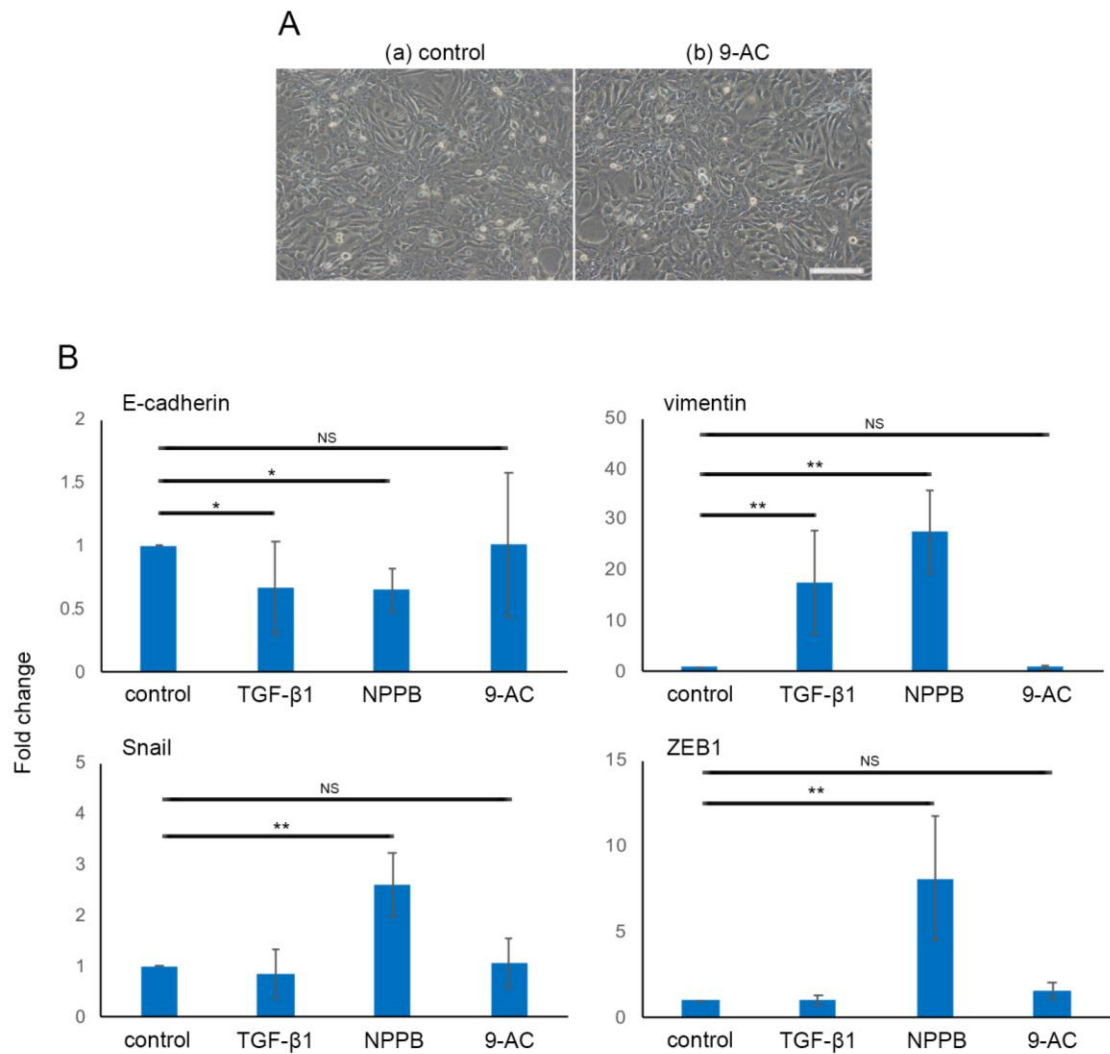 A
(a) control
(b) 9-AC
B
Fold change
E-cadherin
2
1.5
1
0.5
0
NS
*
*
control TGF-β1 NPPB 9-AC
vimentin
50
40
30
20
10
0
NS
**
**
control TGF-β1 NPPB 9-AC
Snail
5
4
3
2
1
0
NS
**
control TGF-β1 NPPB 9-AC
ZEB1
15
10
5
0
NS
**
control TGF-β1 NPPB 9-AC